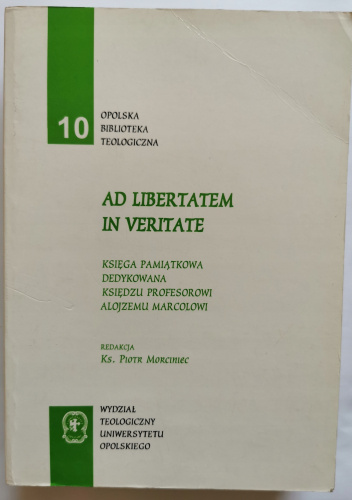 10
OPOLSKA
BIBLIOTEKA
TEOLOGICZNA
AD LIBERTATEM
IN VERITATE
KSIĘGA PAMIĄTKOWA
DEDYKOWANA
KSIĘDZU PROFESOROWI
ALOJZEMU MARCOLOWI
REDAKCJA
Ks. Piotr Morciniec
WYDZIAŁ
TEOLOGICZNY
UNIWERSYTETU
OPOLSKIEGO